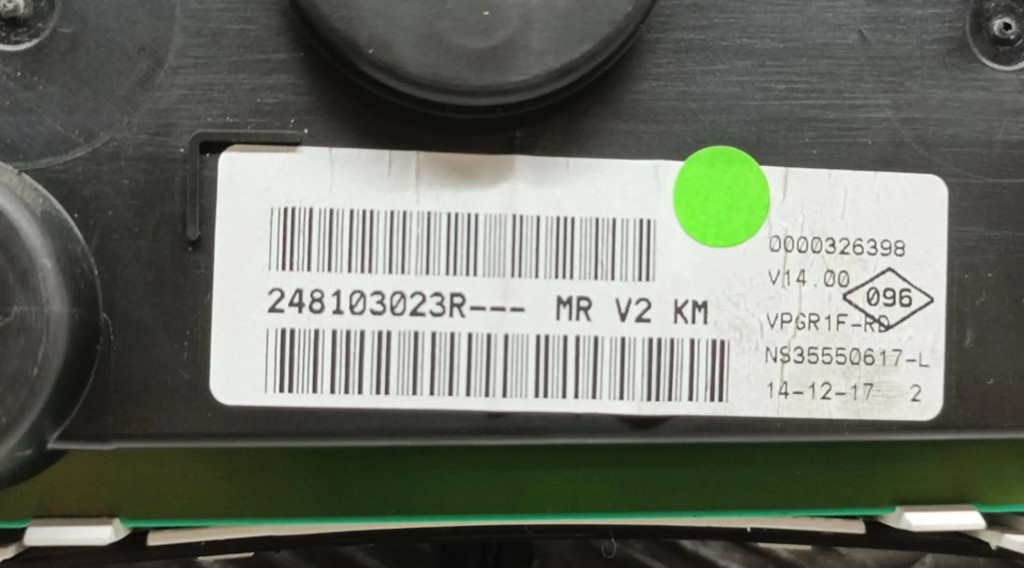 248103023R--- MR V2 KM
0000326398
V14.00
096
VPGR1F-RD
NS35550617-L
14-12-17 2